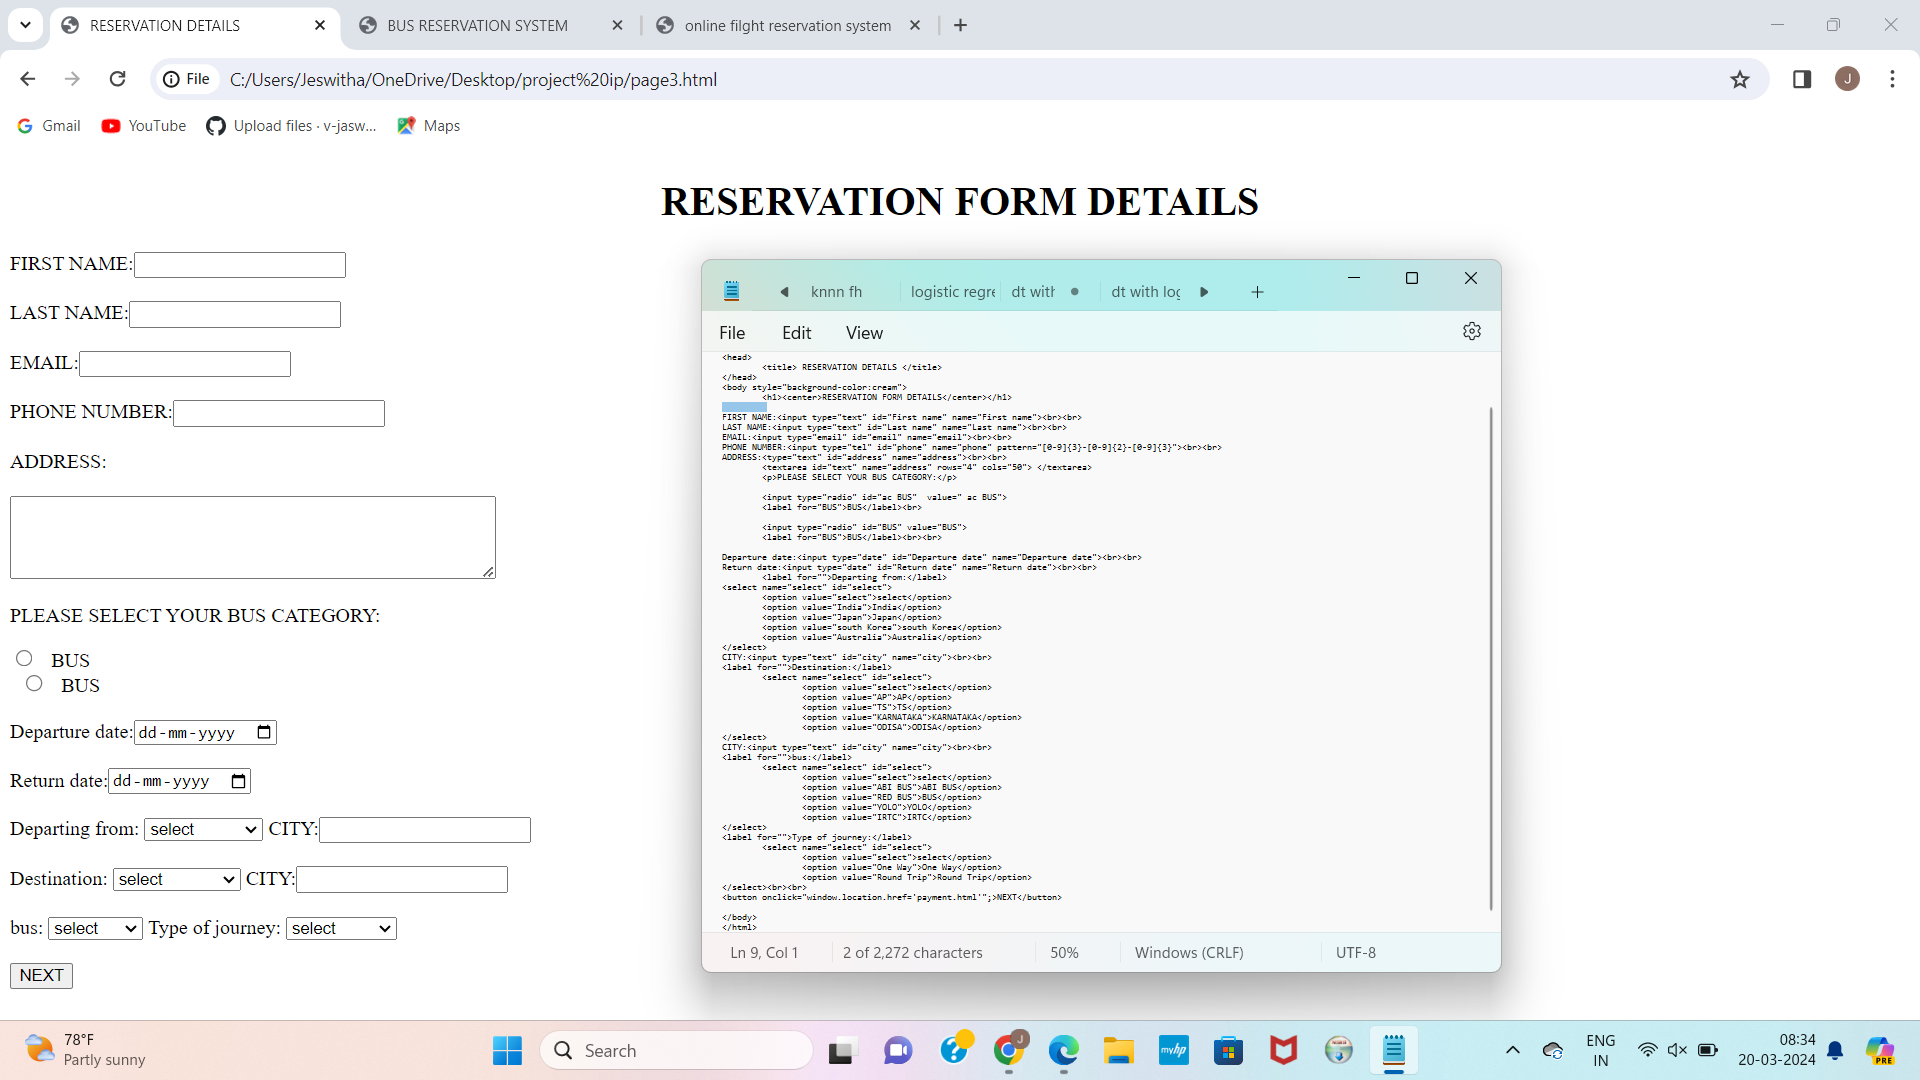 RESERVATION DETAILS
BUS RESERVATION SYSTEM
online filght reservation system
File
C:/Users/Jeswitha/OneDrive/Desktop/project%20ip/page3.html
J
Gmail
YouTube
Upload files · v-jasw...
Maps
RESERVATION FORM DETAILS
FIRST NAME:
LAST NAME:
EMAIL:
PHONE NUMBER:
ADDRESS:
PLEASE SELECT YOUR BUS CATEGORY:
BUS
BUS
Departure date: dd-mm-yyyy
Return date: dd-mm-yyyy
Departing from: select CITY:
Destination: select CITY:
bus: select Type of journey: select
NEXT
knnn fh
logistic regre
dt with
dt with log
File Edit View
<head>
<title> RESERVATION DETAILS </title>
</head>
<body style="background-color:cream">
<h1><center>RESERVATION FORM DETAILS</center></h1>
FIRST NAME:<input type="text" id="First name" name="First name"><br><br>
LAST NAME:<input type="text" id="Last name" name="Last name"><br><br>
EMAIL:<input type="email" id="email" name="email"><br><br>
PHONE NUMBER:<input type="tel" id="phone" name="phone" pattern="[0-9]{3}-[0-9]{2}-[0-9]{3}"><br><br>
ADDRESS:<type="text" id="address" name="address"><br><br>
<textarea id="text" name="address" rows="4" cols="50"> </textarea>
<p>PLEASE SELECT YOUR BUS CATEGORY:</p>
<input type="radio" id="ac BUS"  value=" ac BUS">
<label for="BUS">BUS</label><br>
<input type="radio" id="BUS" value="BUS">
<label for="BUS">BUS</label><br><br>
Departure date:<input type="date" id="Departure date" name="Departure date"><br><br>
Return date:<input type="date" id="Return date" name="Return date"><br><br>
<label for="">Departing from:</label>
<select name="select" id="select">
<option value="select">select</option>
<option value="India">India</option>
<option value="Japan">Japan</option>
<option value="south Korea">south Korea</option>
<option value="Australia">Australia</option>
</select>
CITY:<input type="text" id="city" name="city"><br><br>
<label for="">Destination:</label>
<select name="select" id="select">
<option value="select">select</option>
<option value="AP">AP</option>
<option value="TS">TS</option>
<option value="KARNATAKA">KARNATAKA</option>
<option value="ODISA">ODISA</option>
</select>
CITY:<input type="text" id="city" name="city"><br><br>
<label for="">bus:</label>
<select name="select" id="select">
<option value="select">select</option>
<option value="ABI BUS">ABI BUS</option>
<option value="RED BUS">BUS</option>
<option value="YOLO">YOLO</option>
<option value="IRTC">IRTC</option>
</select>
<label for="">Type of journey:</label>
<select name="select" id="select">
<option value="select">select</option>
<option value="One Way">One Way</option>
<option value="Round Trip">Round Trip</option>
</select><br><br>
<button onclick="window.location.href='payment.html'";>NEXT</button>
</body>
</html>
Ln 9, Col 1
2 of 2,272 characters
50%
Windows (CRLF)
UTF-8
78°F
Partly sunny
Search
J
myhp
ENG
IN
08:34
20-03-2024
PRE